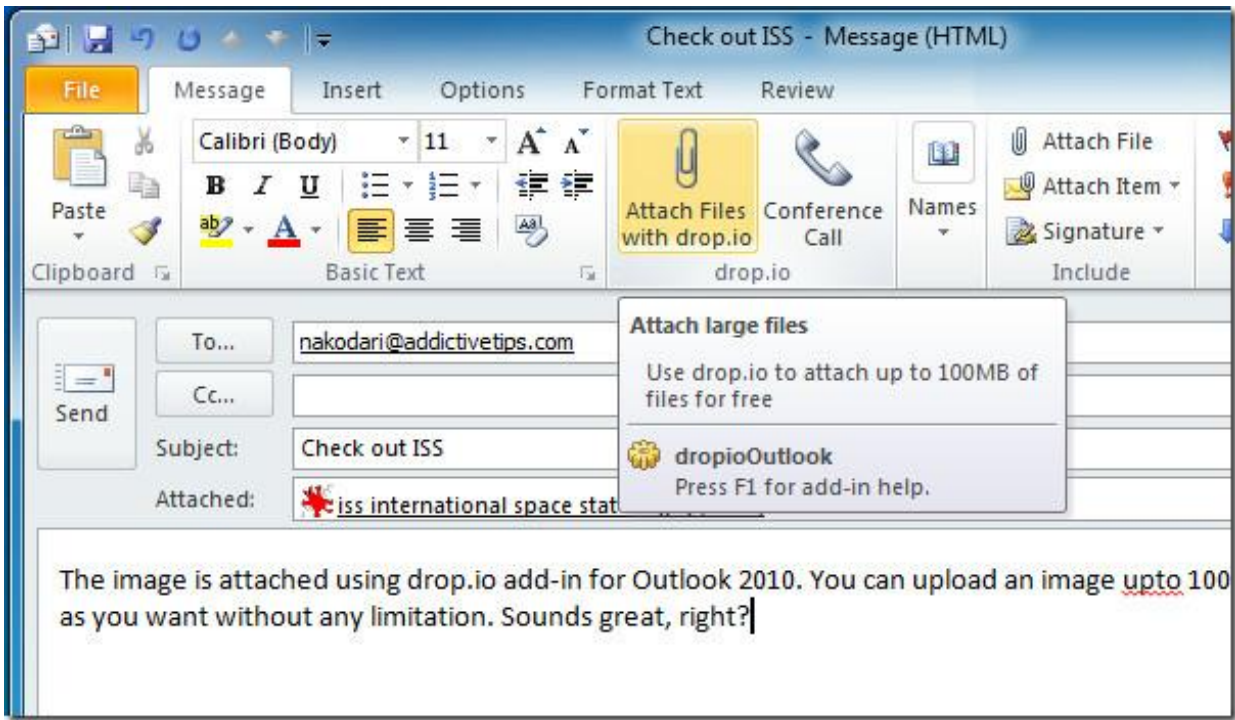 Check out ISS - Message (HTML)
File Message Insert Options Format Text Review
Calibri (Body) 11 A A
B I U
ab A Aa
Paste
Attach Files with drop.io
Conference Call
Names
Attach File
Attach Item
Signature
Clipboard Basic Text drop.io Include
Send
To... nakodari@addictivetips.com
Cc...
Subject: Check out ISS
Attached: iss international space
Attach large files
Use drop.io to attach up to 100MB of
files for free
dropioOutlook
Press F1 for add-in help.
The image is attached using drop.io add-in for Outlook 2010. You can upload an image upto 100
as you want without any limitation. Sounds great, right?